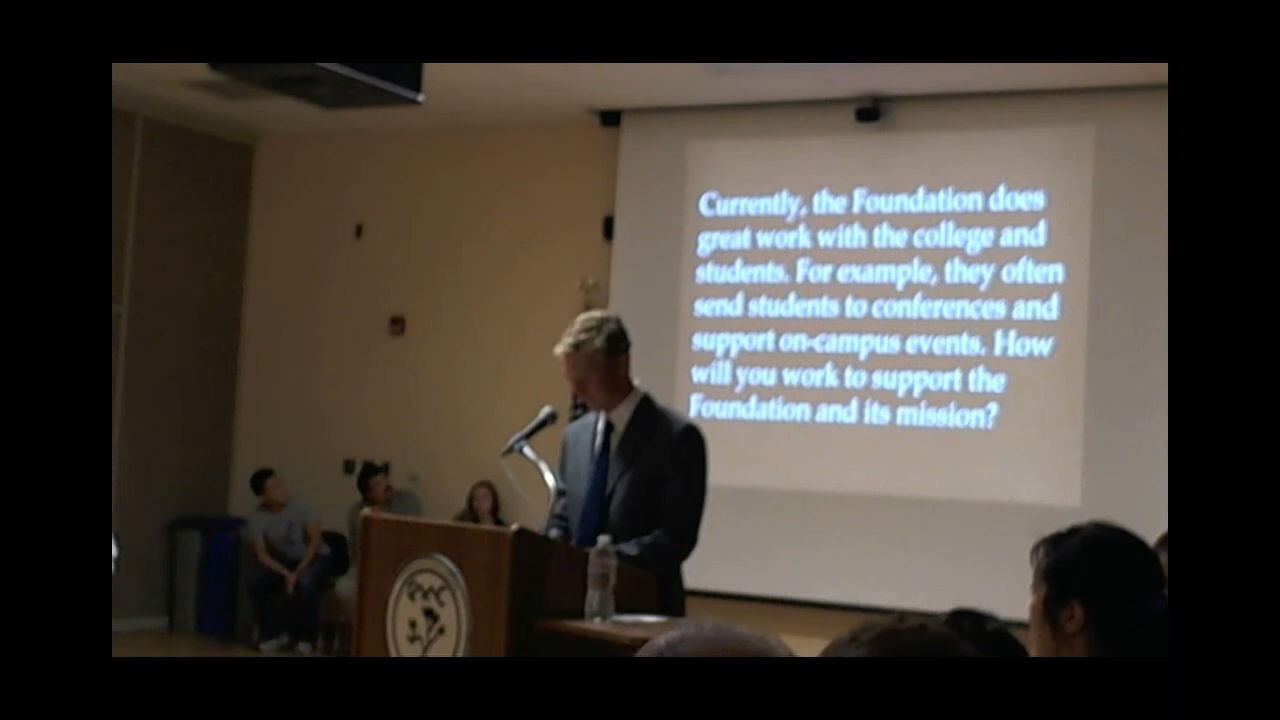 Currently, the Foundation does
great work with the college and
students. For example, they often
send students to conferences and
support on-campus events. How
will you work to support the
Foundation and its mission?